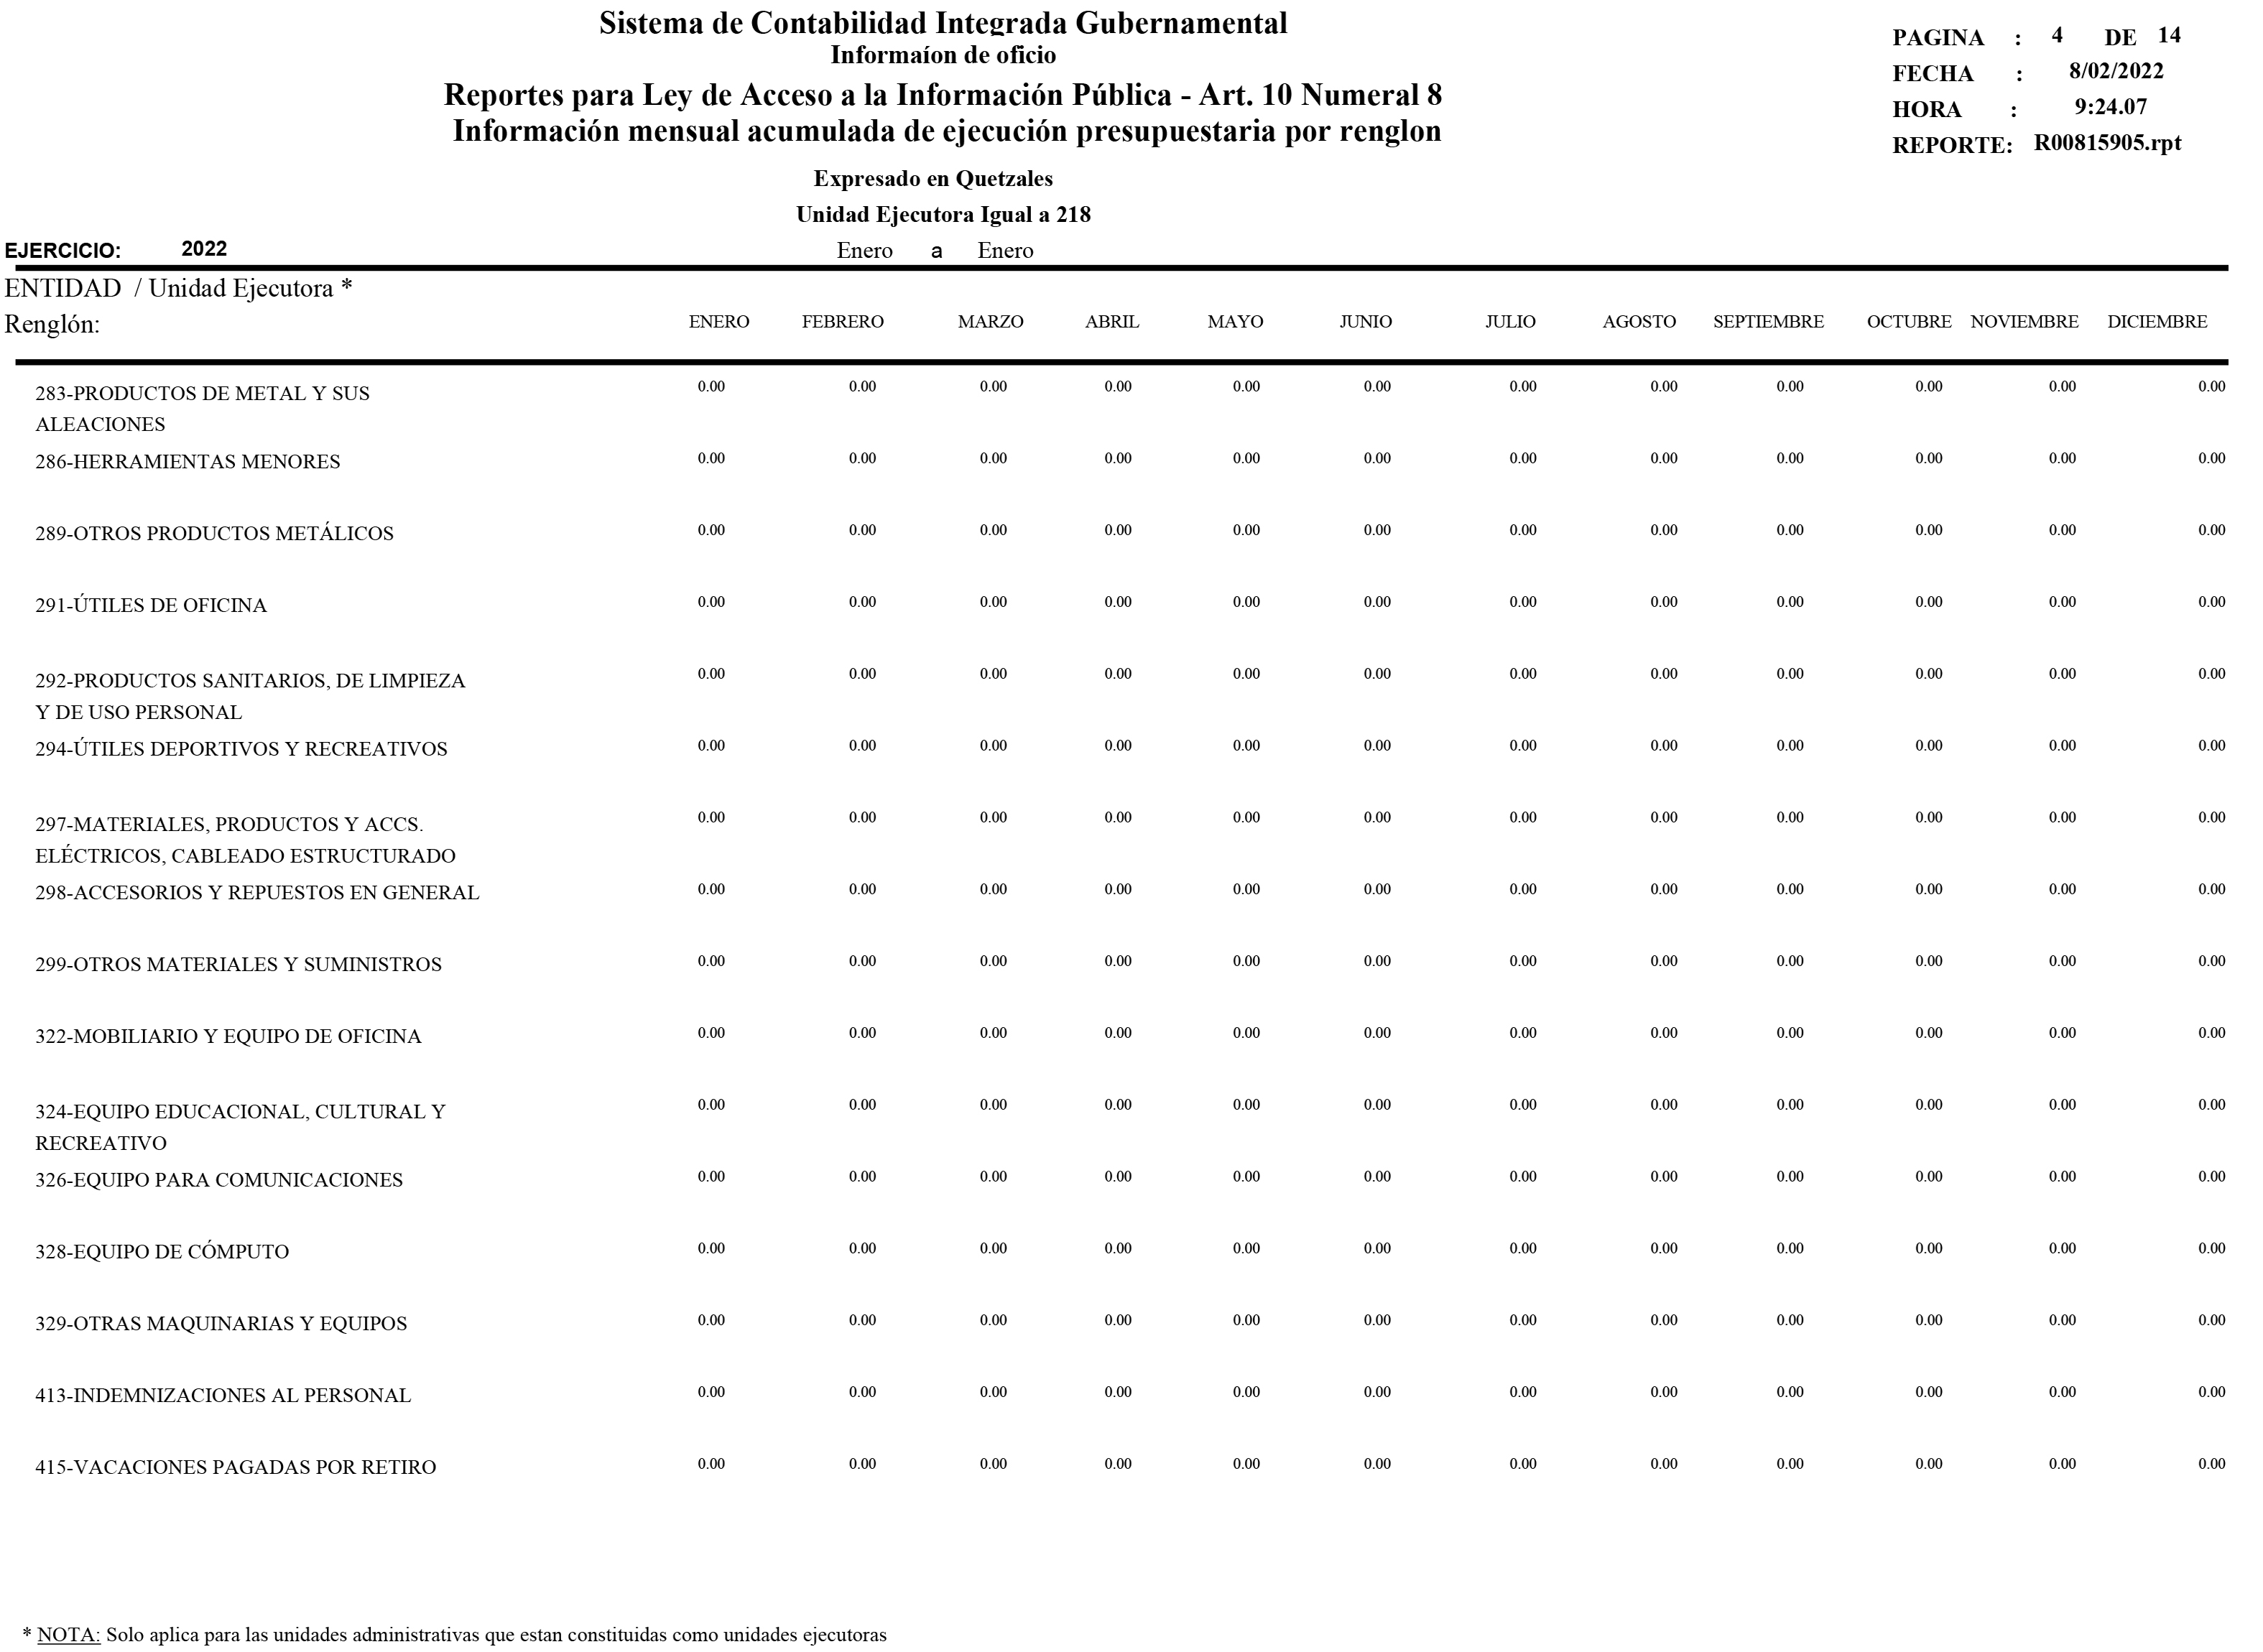 Sistema de Contabilidad Integrada Gubernamental
Informaíon de oficio
Reportes para Ley de Acceso a la Información Pública - Art. 10 Numeral 8
Información mensual acumulada de ejecución presupuestaria por renglon
Expresado en Quetzales
Unidad Ejecutora Igual a 218
PAGINA : 4 DE 14
FECHA : 8/02/2022
HORA : 9:24.07
REPORTE: R00815905.rpt
EJERCICIO: 2022 Enero a Enero
ENTIDAD / Unidad Ejecutora *
Renglón: ENERO FEBRERO MARZO ABRIL MAYO JUNIO JULIO AGOSTO SEPTIEMBRE OCTUBRE NOVIEMBRE DICIEMBRE
283-PRODUCTOS DE METAL Y SUS 0.00 0.00 0.00 0.00 0.00 0.00 0.00 0.00 0.00 0.00 0.00 0.00
ALEACIONES
286-HERRAMIENTAS MENORES 0.00 0.00 0.00 0.00 0.00 0.00 0.00 0.00 0.00 0.00 0.00 0.00
289-OTROS PRODUCTOS METÁLICOS 0.00 0.00 0.00 0.00 0.00 0.00 0.00 0.00 0.00 0.00 0.00 0.00
291-ÚTILES DE OFICINA 0.00 0.00 0.00 0.00 0.00 0.00 0.00 0.00 0.00 0.00 0.00 0.00
292-PRODUCTOS SANITARIOS, DE LIMPIEZA 0.00 0.00 0.00 0.00 0.00 0.00 0.00 0.00 0.00 0.00 0.00 0.00
Y DE USO PERSONAL
294-ÚTILES DEPORTIVOS Y RECREATIVOS 0.00 0.00 0.00 0.00 0.00 0.00 0.00 0.00 0.00 0.00 0.00 0.00
297-MATERIALES, PRODUCTOS Y ACCS. 0.00 0.00 0.00 0.00 0.00 0.00 0.00 0.00 0.00 0.00 0.00 0.00
ELÉCTRICOS, CABLEADO ESTRUCTURADO
298-ACCESORIOS Y REPUESTOS EN GENERAL 0.00 0.00 0.00 0.00 0.00 0.00 0.00 0.00 0.00 0.00 0.00 0.00
299-OTROS MATERIALES Y SUMINISTROS 0.00 0.00 0.00 0.00 0.00 0.00 0.00 0.00 0.00 0.00 0.00 0.00
322-MOBILIARIO Y EQUIPO DE OFICINA 0.00 0.00 0.00 0.00 0.00 0.00 0.00 0.00 0.00 0.00 0.00 0.00
324-EQUIPO EDUCACIONAL, CULTURAL Y 0.00 0.00 0.00 0.00 0.00 0.00 0.00 0.00 0.00 0.00 0.00 0.00
RECREATIVO
326-EQUIPO PARA COMUNICACIONES 0.00 0.00 0.00 0.00 0.00 0.00 0.00 0.00 0.00 0.00 0.00 0.00
328-EQUIPO DE CÓMPUTO 0.00 0.00 0.00 0.00 0.00 0.00 0.00 0.00 0.00 0.00 0.00 0.00
329-OTRAS MAQUINARIAS Y EQUIPOS 0.00 0.00 0.00 0.00 0.00 0.00 0.00 0.00 0.00 0.00 0.00 0.00
413-INDEMNIZACIONES AL PERSONAL 0.00 0.00 0.00 0.00 0.00 0.00 0.00 0.00 0.00 0.00 0.00 0.00
415-VACACIONES PAGADAS POR RETIRO 0.00 0.00 0.00 0.00 0.00 0.00 0.00 0.00 0.00 0.00 0.00 0.00
* NOTA: Solo aplica para las unidades administrativas que estan constituidas como unidades ejecutoras